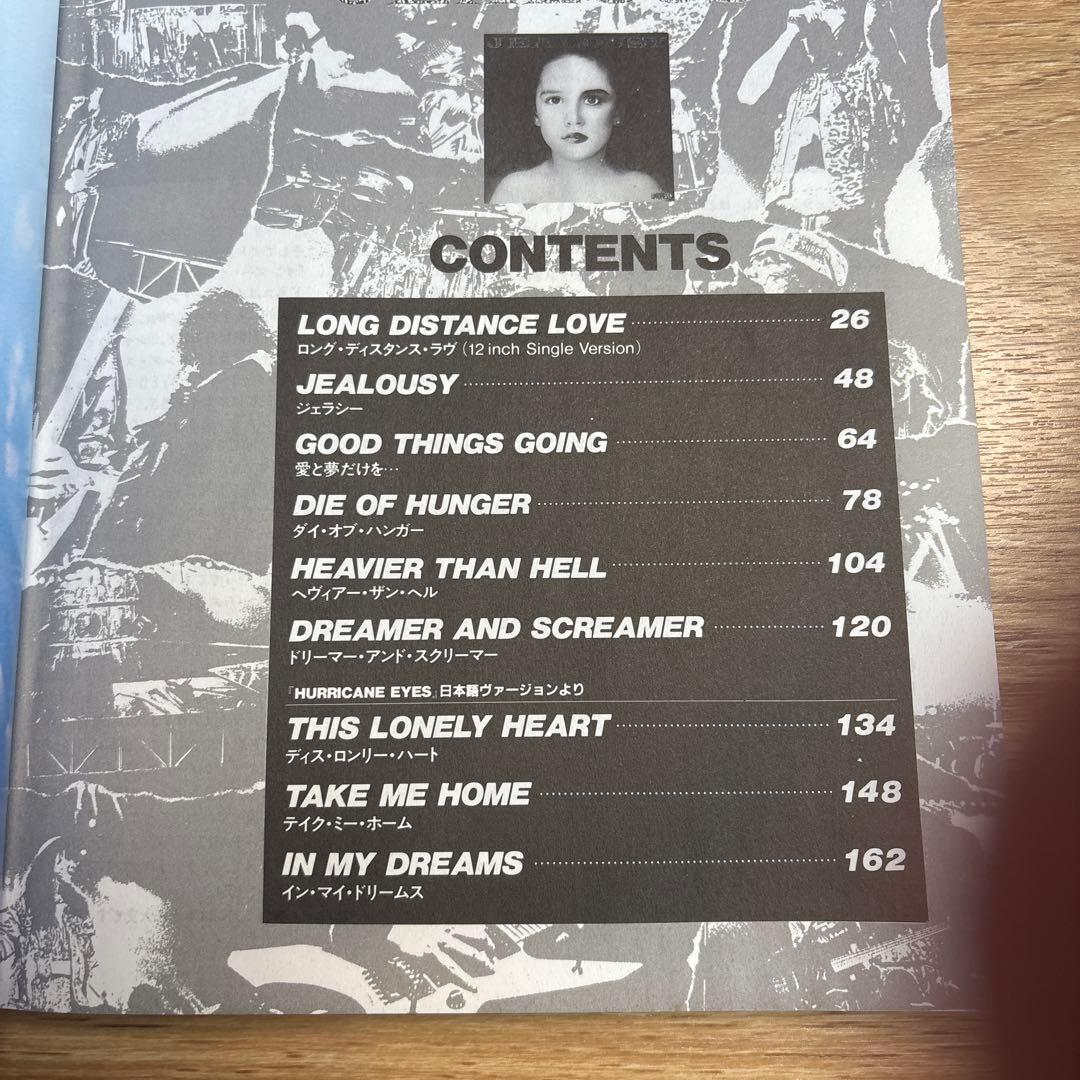 JEALOUSY
CONTENTS
LONG DISTANCE LOVE 26
ロング・ディスタンス・ラヴ (12 inch Single Version)
JEALOUSY 48
ジェラシー
GOOD THINGS GOING 64
愛と夢だけを…
DIE OF HUNGER 78
ダイ・オブ・ハンガー
HEAVIER THAN HELL 104
ヘヴィアー・ザン・ヘル
DREAMER AND SCREAMER 120
ドリーマー・アンド・スクリーマー
『HURRICANE EYES』日本語ヴァージョンより
THIS LONELY HEART 134
ディス・ロンリー・ハート
TAKE ME HOME 148
テイク・ミー・ホーム
IN MY DREAMS 162
イン・マイ・ドリームス